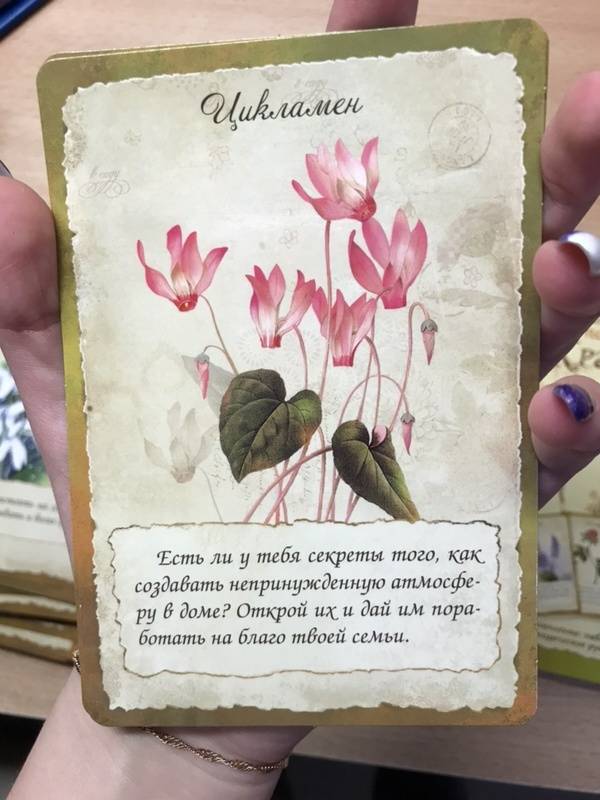 Цикламен
Есть ли у тебя секреты того, как
создавать непринужденную атмосфе-
ру в доме? Открой их и дай им пора-
ботать на благо твоей семьи.